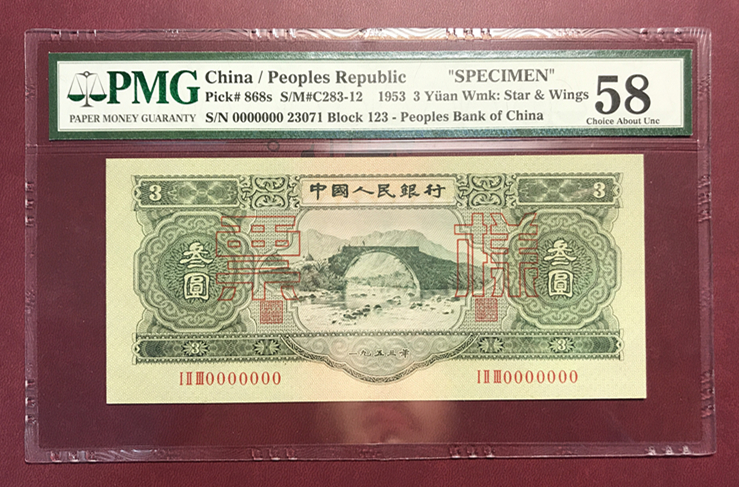 PMG
PAPER MONEY GUARANTY
China / Peoples Republic "SPECIMEN"
Pick# 868s S/M#C283-12 1953 3 Yüan Wmk: Star & Wings
S/N 0000000 23071 Block 123 - Peoples Bank of China
58
Choice About Unc
3 中國人民銀行 3
票 樣
叁圓 叁圓
一九五三年
3 3
I II III 0000000 I II III 0000000